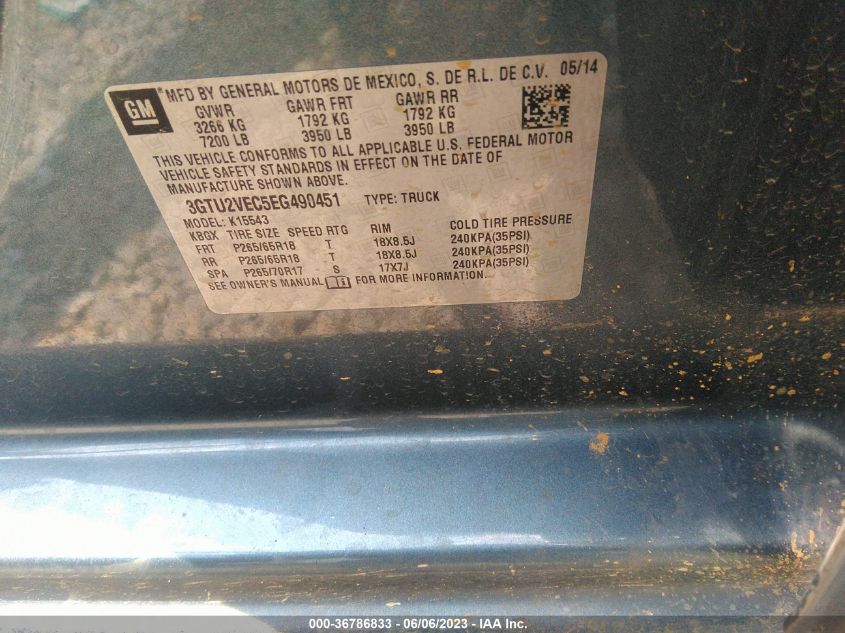 GM
MFD BY GENERAL MOTORS DE MEXICO, S. DE R.L. DE C.V. 05/14
GVWR GAWR FRT GAWR RR
3266 KG 1792 KG 1792 KG
7200 LB 3950 LB 3950 LB
THIS VEHICLE CONFORMS TO ALL APPLICABLE U.S. FEDERAL MOTOR
VEHICLE SAFETY STANDARDS IN EFFECT ON THE DATE OF
MANUFACTURE SHOWN ABOVE.
3GTU2VEC5EG490451 TYPE: TRUCK
MODEL: K15543
KBGX TIRE SIZE SPEED RTG RIM COLD TIRE PRESSURE
FRT P265/65R18 T 18X8.5J 240KPA(35PSI)
RR P265/65R18 T 18X8.5J 240KPA(35PSI)
SPA P265/70R17 S 17X7J 240KPA(35PSI)
SEE OWNER'S MANUAL FOR MORE INFORMATION.
000-36786833 - 06/06/2023 - IAA Inc.